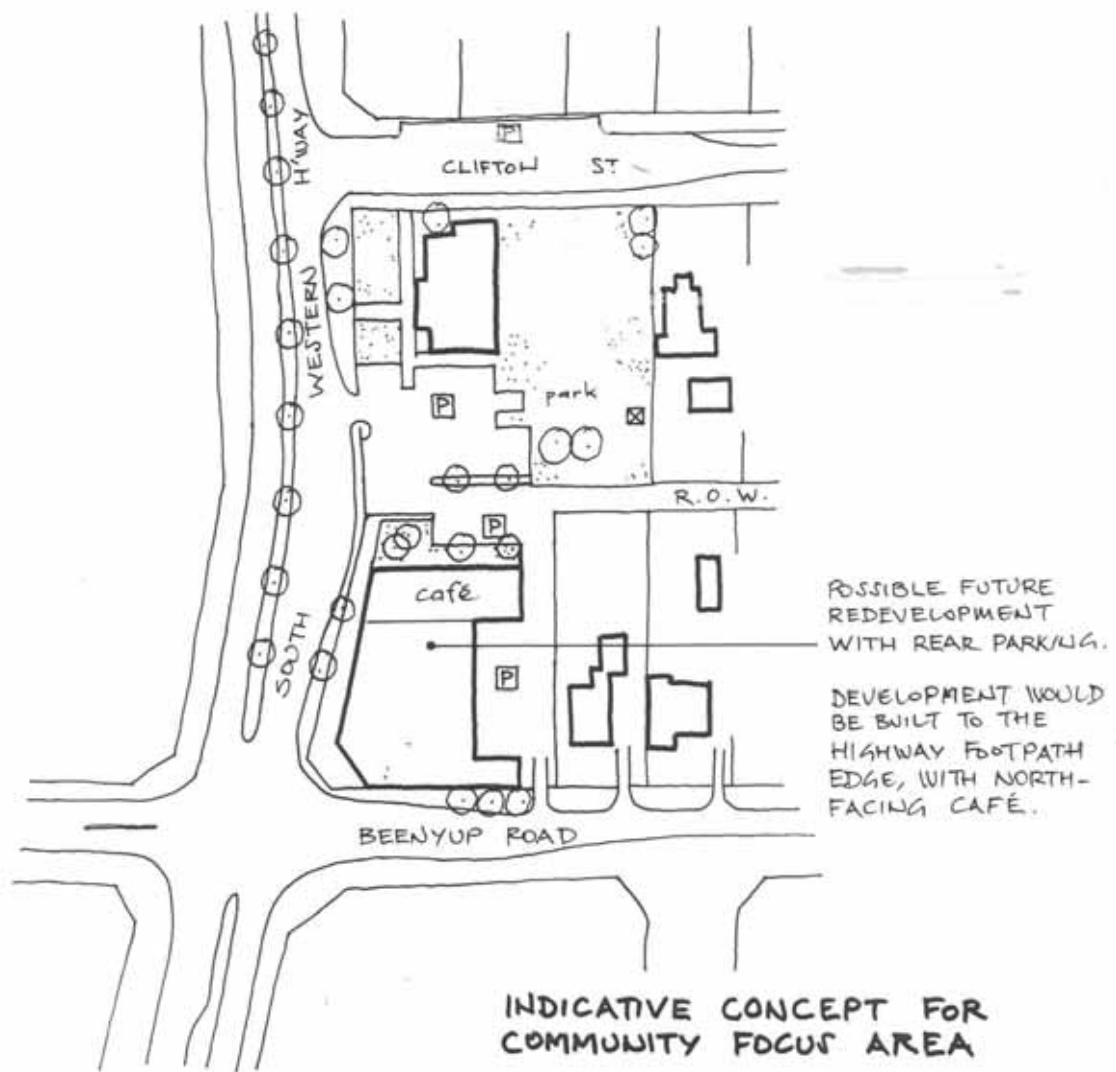 P
CLIFTON ST.
SOUTH WESTERN H'WAY
P
park
R.O.W.
P
café
P
POSSIBLE FUTURE
REDEVELOPMENT
WITH REAR PARKING.
DEVELOPMENT WOULD
BE BUILT TO THE
HIGHWAY FOOTPATH
EDGE, WITH NORTH-
FACING CAFÉ.
BEENYUP ROAD
INDICATIVE CONCEPT FOR
COMMUNITY FOCUS AREA